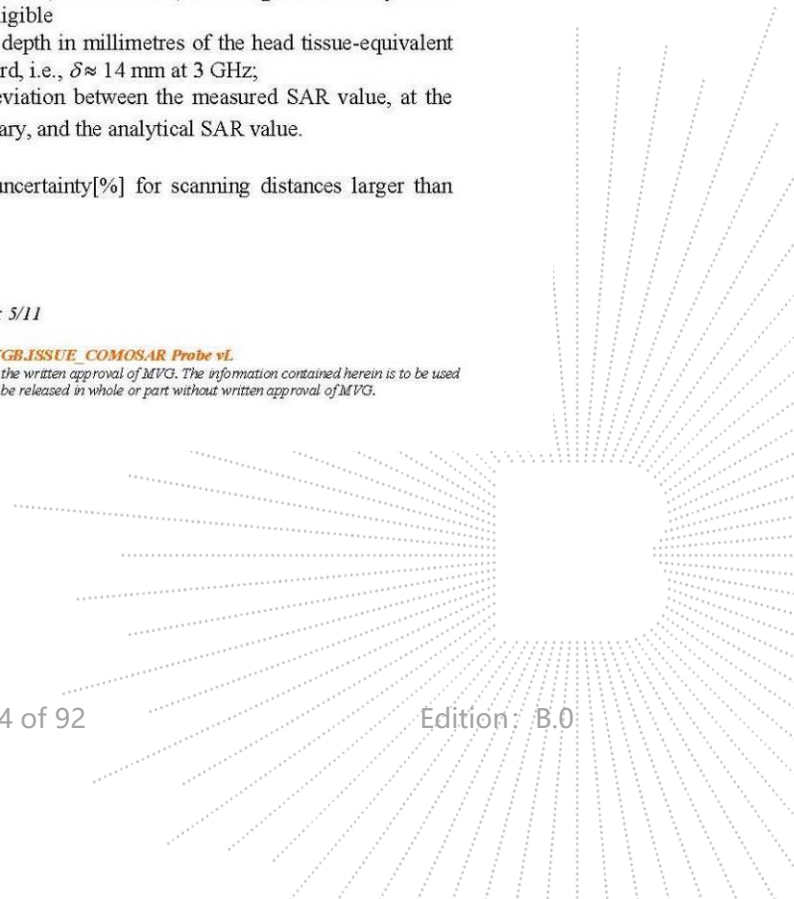 igible
depth in millimetres of the head tissue-equivalent
rd, i.e., δ≈ 14 mm at 3 GHz;
eviation between the measured SAR value, at the
ary, and the analytical SAR value.
uncertainty[%] for scanning distances larger than
: 5/11
GB.ISSUE_COMOSAR Probe vL
the written approval of MVG. The information contained herein is to be used
be released in whole or part without written approval of MVG.
4 of 92
Edition: B.0